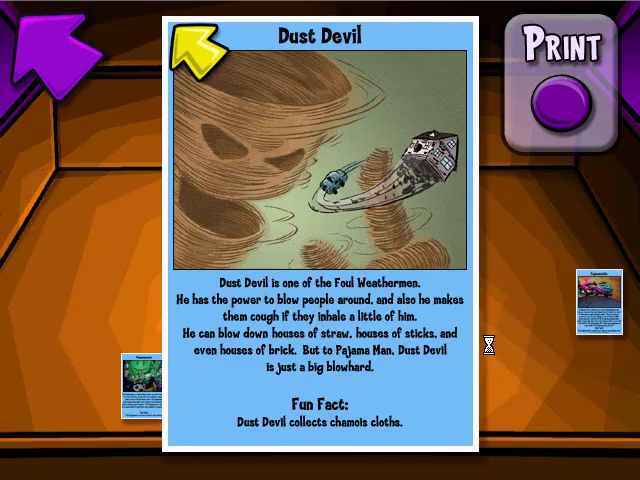 Dust Devil
PRINT
Dust Devil is one of the Foul Weathermen.
He has the power to blow people around, and also he makes
them cough if they inhale a little of him.
He can blow down houses of straw, houses of sticks, and
even houses of brick. But to Pajama Man, Dust Devil
is just a big blowhard.
Fun Fact:
Dust Devil collects chamois cloths.